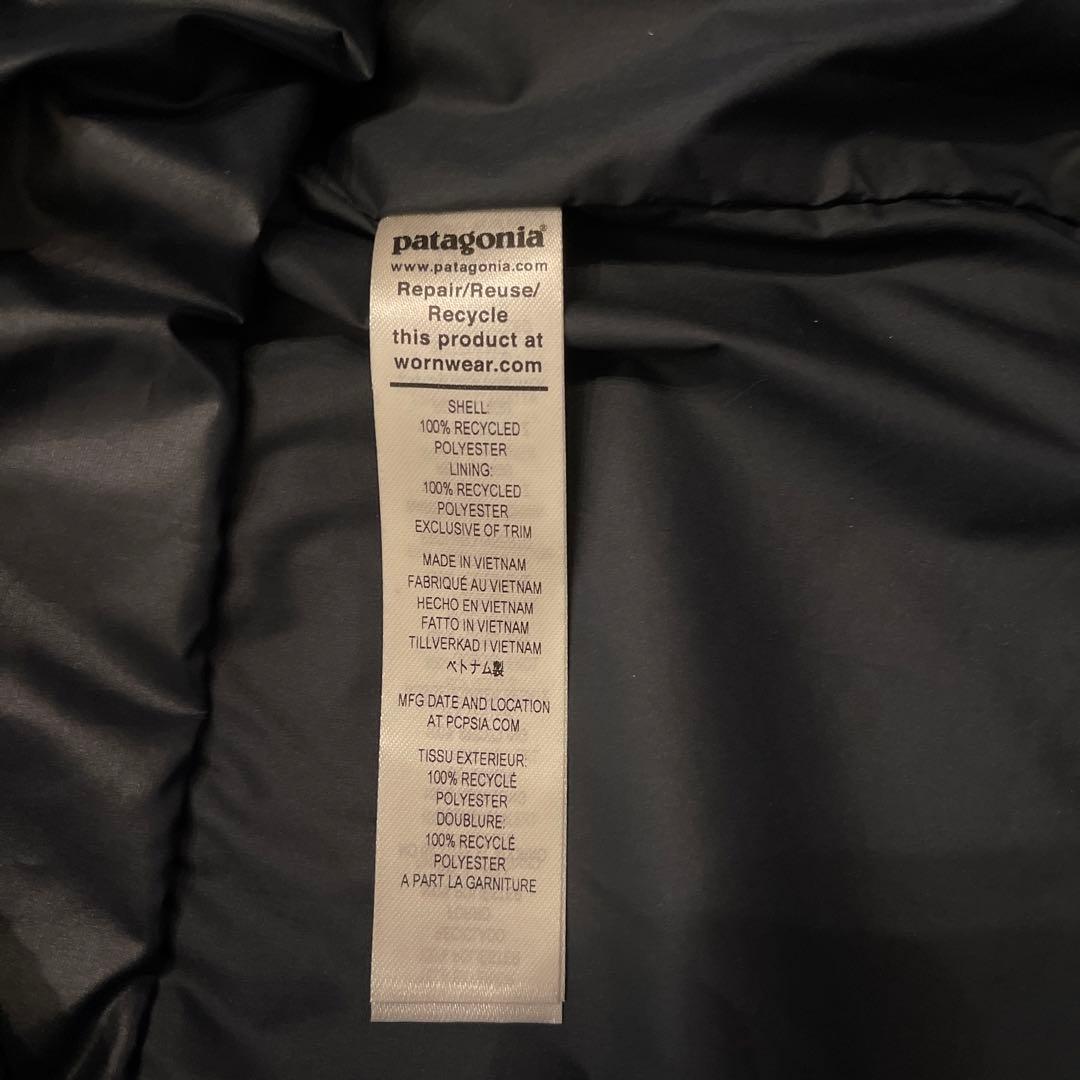 patagonia®
www.patagonia.com
Repair/Reuse/
Recycle
this product at
wornwear.com
SHELL:
100% RECYCLED
POLYESTER
LINING:
100% RECYCLED
POLYESTER
EXCLUSIVE OF TRIM
MADE IN VIETNAM
FABRIQUÉ AU VIETNAM
HECHO EN VIETNAM
FATTO IN VIETNAM
TILLVERKAD I VIETNAM
ベトナム製
MFG DATE AND LOCATION
AT PCPSIA.COM
TISSU EXTERIEUR:
100% RECYCLÉ
POLYESTER
DOUBLURE:
100% RECYCLÉ
POLYESTER
A PART LA GARNITURE